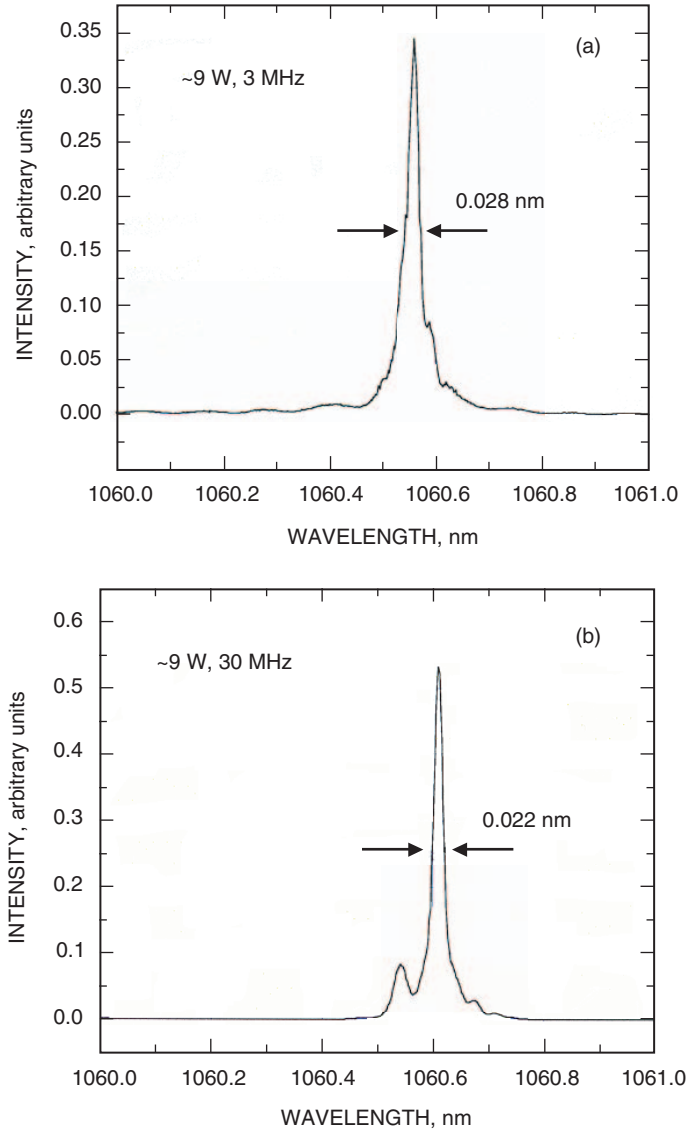 0.35
(a)
~9 W, 3 MHz
0.30
0.25
0.028 nm
0.20
0.15
0.10
0.05
0.00
INTENSITY, arbitrary units
1060.0 1060.2 1060.4 1060.6 1060.8 1061.0
WAVELENGTH, nm
0.6
(b)
~9 W, 30 MHz
0.5
0.4
0.022 nm
0.3
0.2
0.1
0.0
INTENSITY, arbitrary units
1060.0 1060.2 1060.4 1060.6 1060.8 1061.0
WAVELENGTH, nm